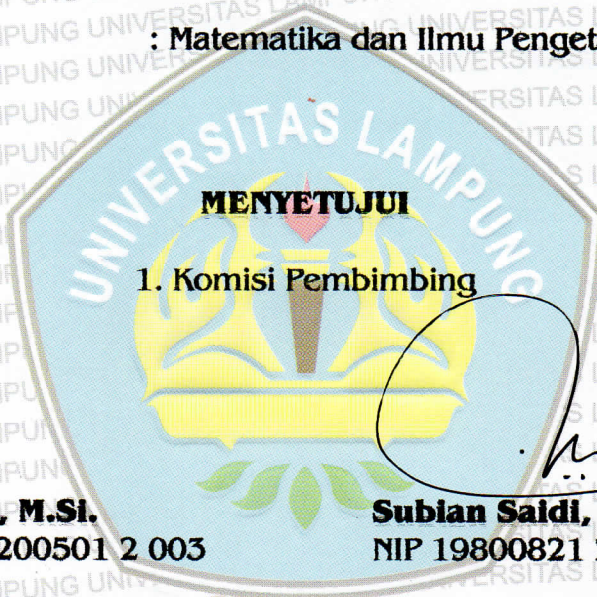 : Matematika dan Ilmu Penget
UNIVERSITAS LAMPUNG
MENYETUJUI
1. Komisi Pembimbing
, M.Si.
Subian Saidi,
200501 2 003
NIP 19800821